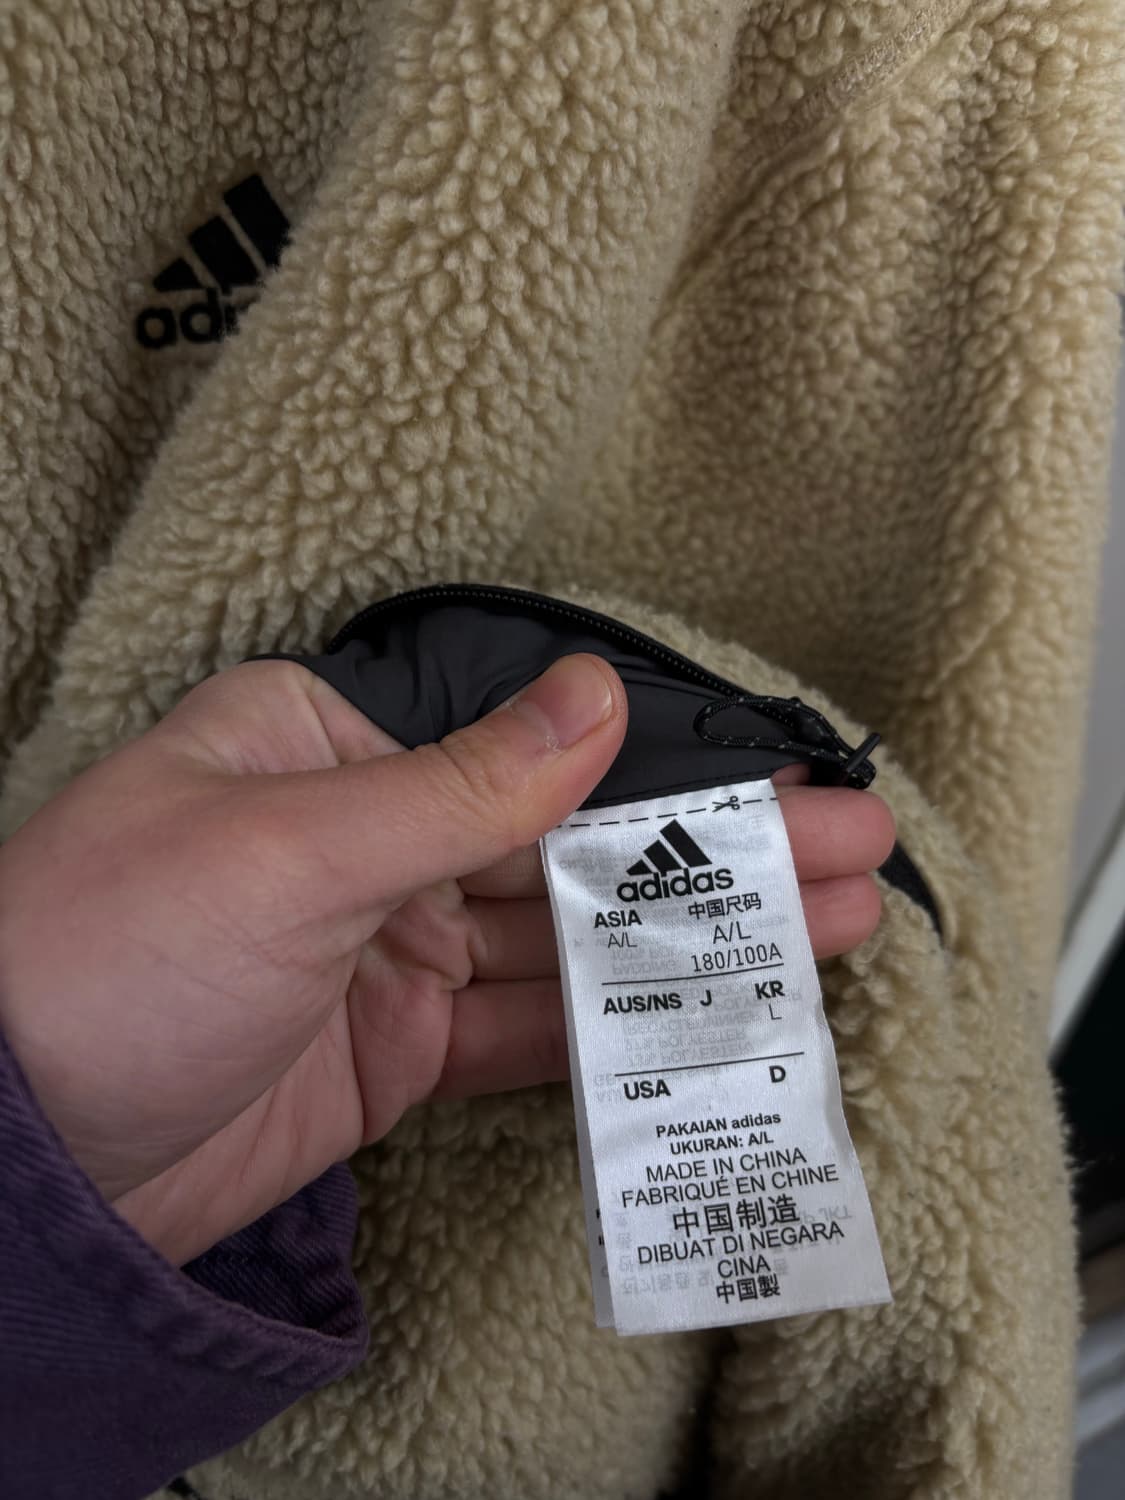 adi
adidas
ASIA 中国尺码
A/L A/L
180/100A
AUS/NS J KR
L
USA D
PAKAIAN adidas
UKURAN: A/L
MADE IN CHINA
FABRIQUÉ EN CHINE
中国制造
DIBUAT DI NEGARA
CINA
中国製